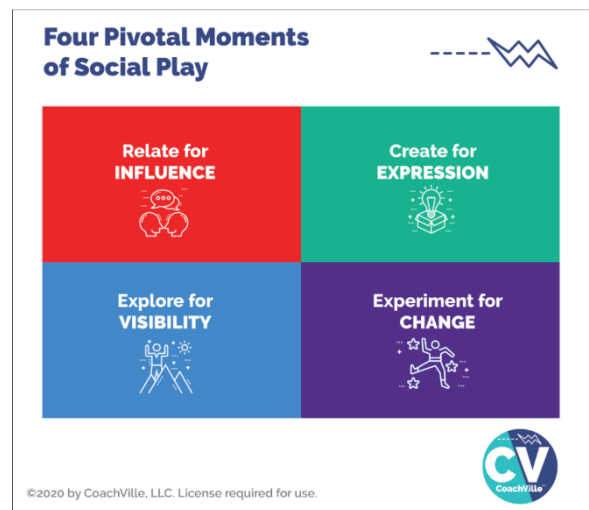 Four Pivotal Moments
of Social Play
Relate for
INFLUENCE
Create for
EXPRESSION
Explore for
VISIBILITY
Experiment for
CHANGE
CV
CoachVille™
©2020 by CoachVille, LLC. License required for use.